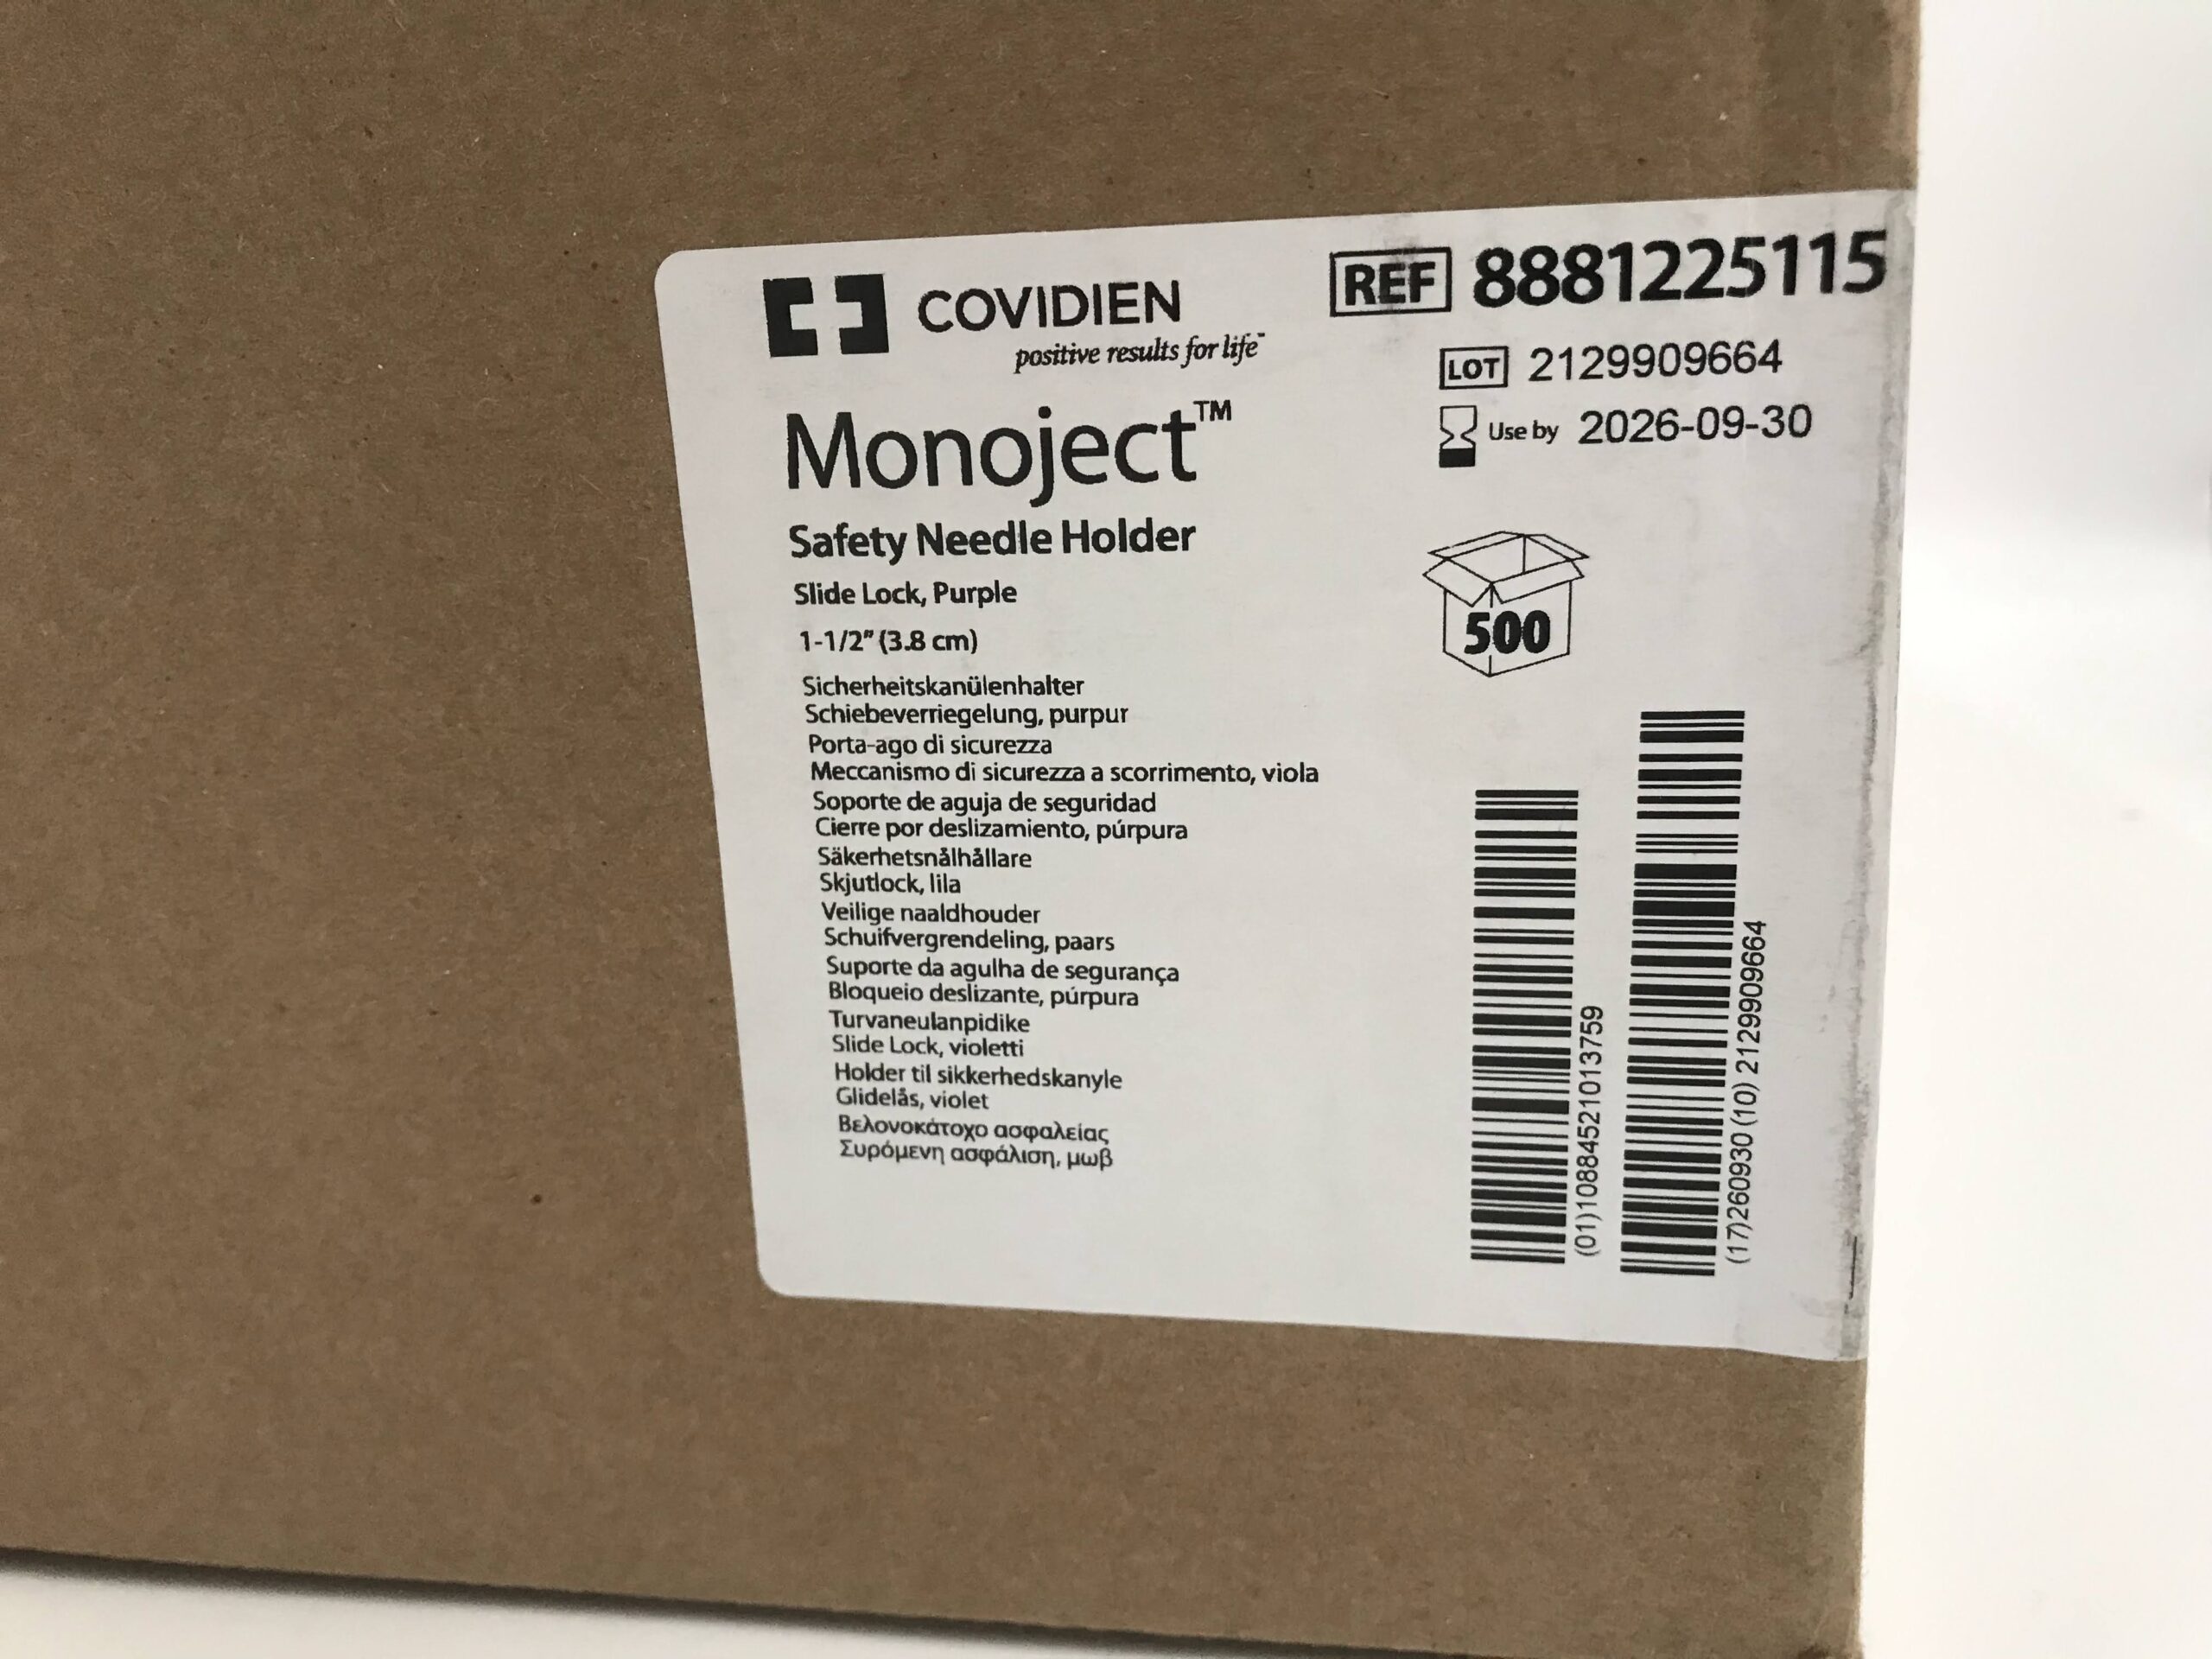 COVIDIEN
positive results for life™
REF 8881225115
LOT 2129909664
Use by 2026-09-30
Monoject™
Safety Needle Holder
Slide Lock, Purple
1-1/2" (3.8 cm)
500
Sicherheitskanülenhalter
Schiebeverriegelung, purpur
Porta-ago di sicurezza
Meccanismo di sicurezza a scorrimento, viola
Soporte de aguja de seguridad
Cierre por deslizamiento, púrpura
Säkerhetsnålhållare
Skjutlock, lila
Veilige naaldhouder
Schuifvergrendeling, paars
Suporte da agulha de segurança
Bloqueio deslizante, púrpura
Turvaneulanpidike
Slide Lock, violetti
Holder til sikkerhedskanyle
Glidelås, violet
Βελονοκάτοχο ασφαλείας
Συρόμενη ασφάλιση, μωβ
(01)10884521013759
(17)260930 (10) 2129909664